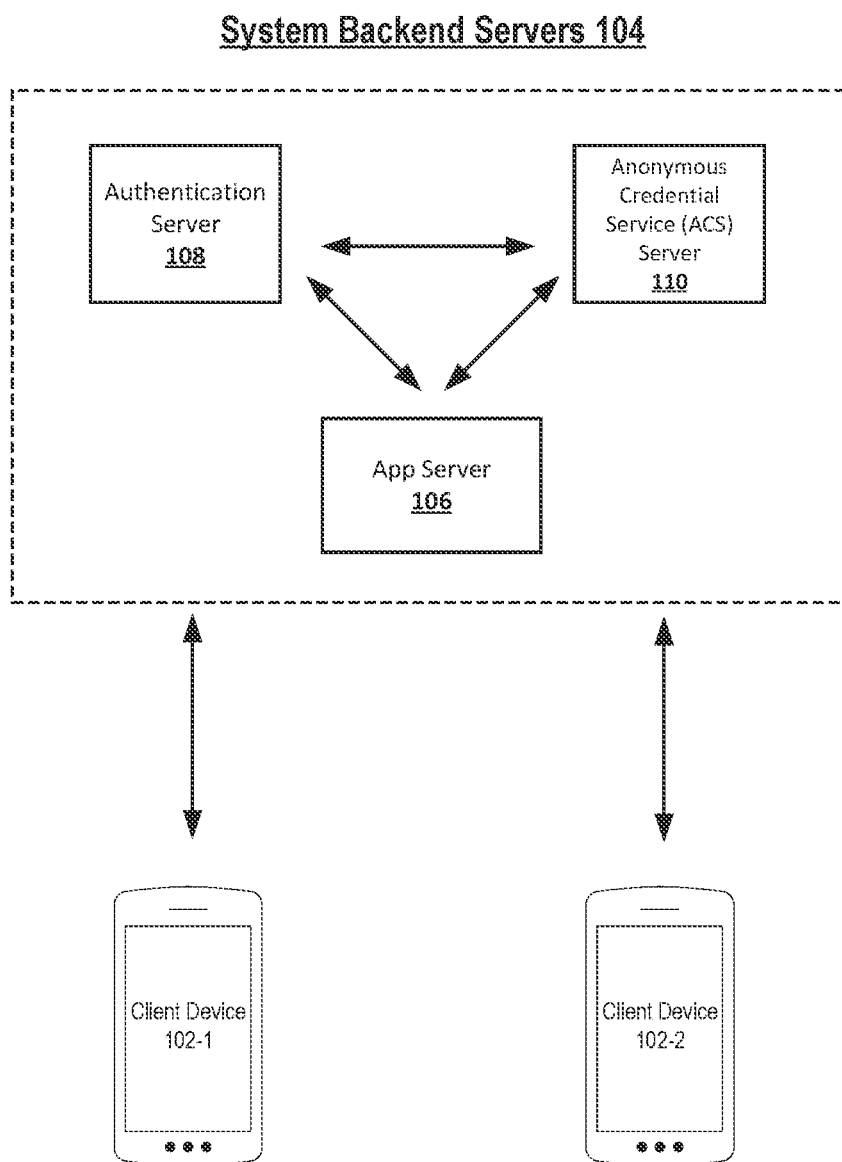 System Backend Servers 104
Authentication
Server
108
Anonymous
Credential
Service (ACS)
Server
110
App Server
106
Client Device
102-1
Client Device
102-2